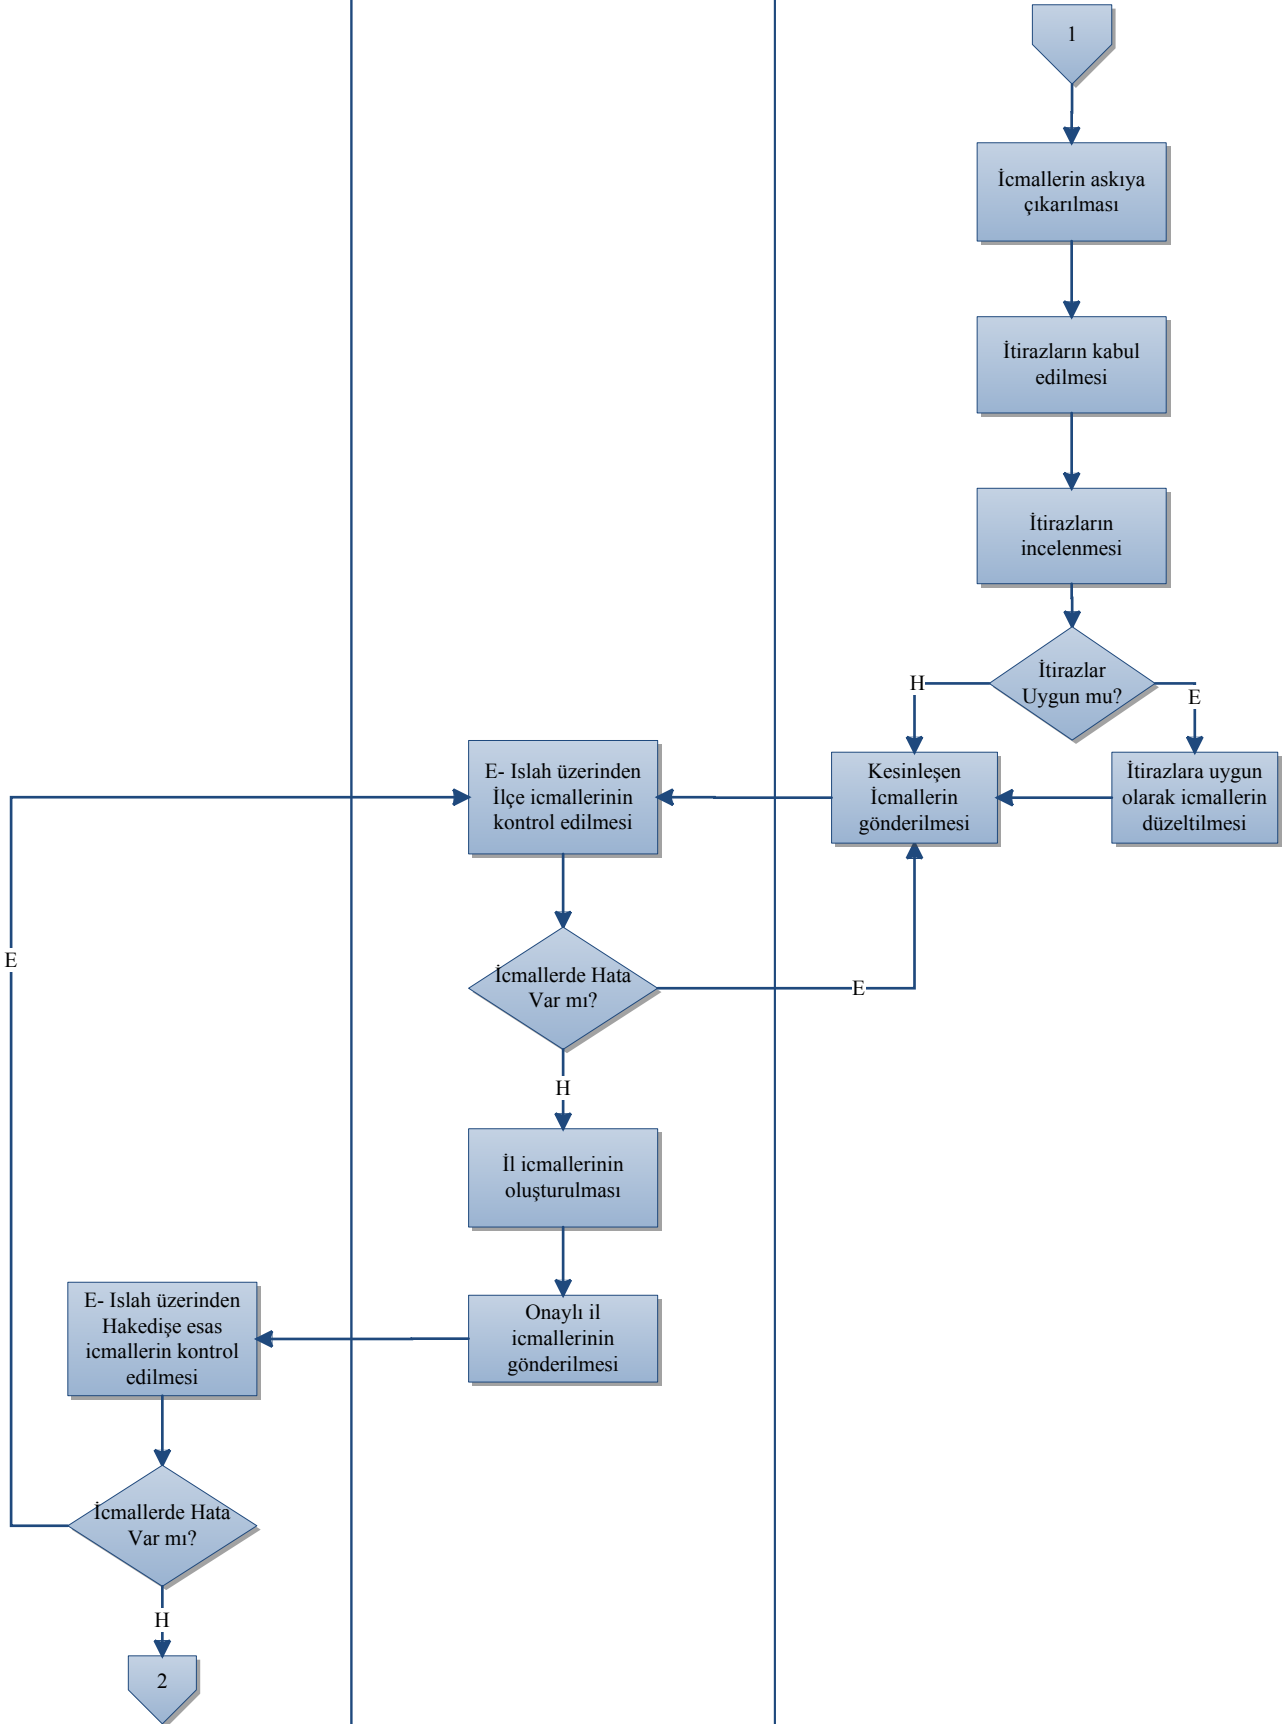 1
İcmallerin askıya
çıkarılması
İtirazların kabul
edilmesi
İtirazların
incelenmesi
İtirazlar
Uygun mu?
H
E
E- Islah üzerinden
İlçe icmallerinin
kontrol edilmesi
Kesinleşen
İcmallerin
gönderilmesi
İtirazlara uygun
olarak icmallerin
düzeltilmesi
E
İcmallerde Hata
Var mı?
E
H
İl icmallerinin
oluşturulması
E- Islah üzerinden
Hakedişe esas
icmallerin kontrol
edilmesi
Onaylı il
icmallerinin
gönderilmesi
İcmallerde Hata
Var mı?
H
2